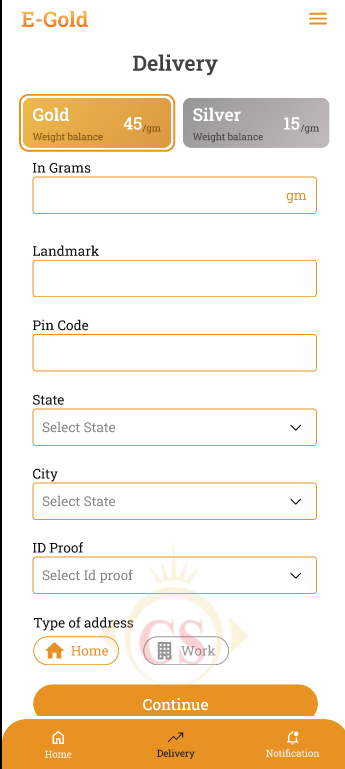 E-Gold
Delivery
Gold
Weight balance
45/gm
Silver
Weight balance
15/gm
In Grams
gm
Landmark
Pin Code
State
Select State
City
Select State
ID Proof
Select Id proof
Type of address
Home
Work
CS
Continue
Home
Delivery
Notification